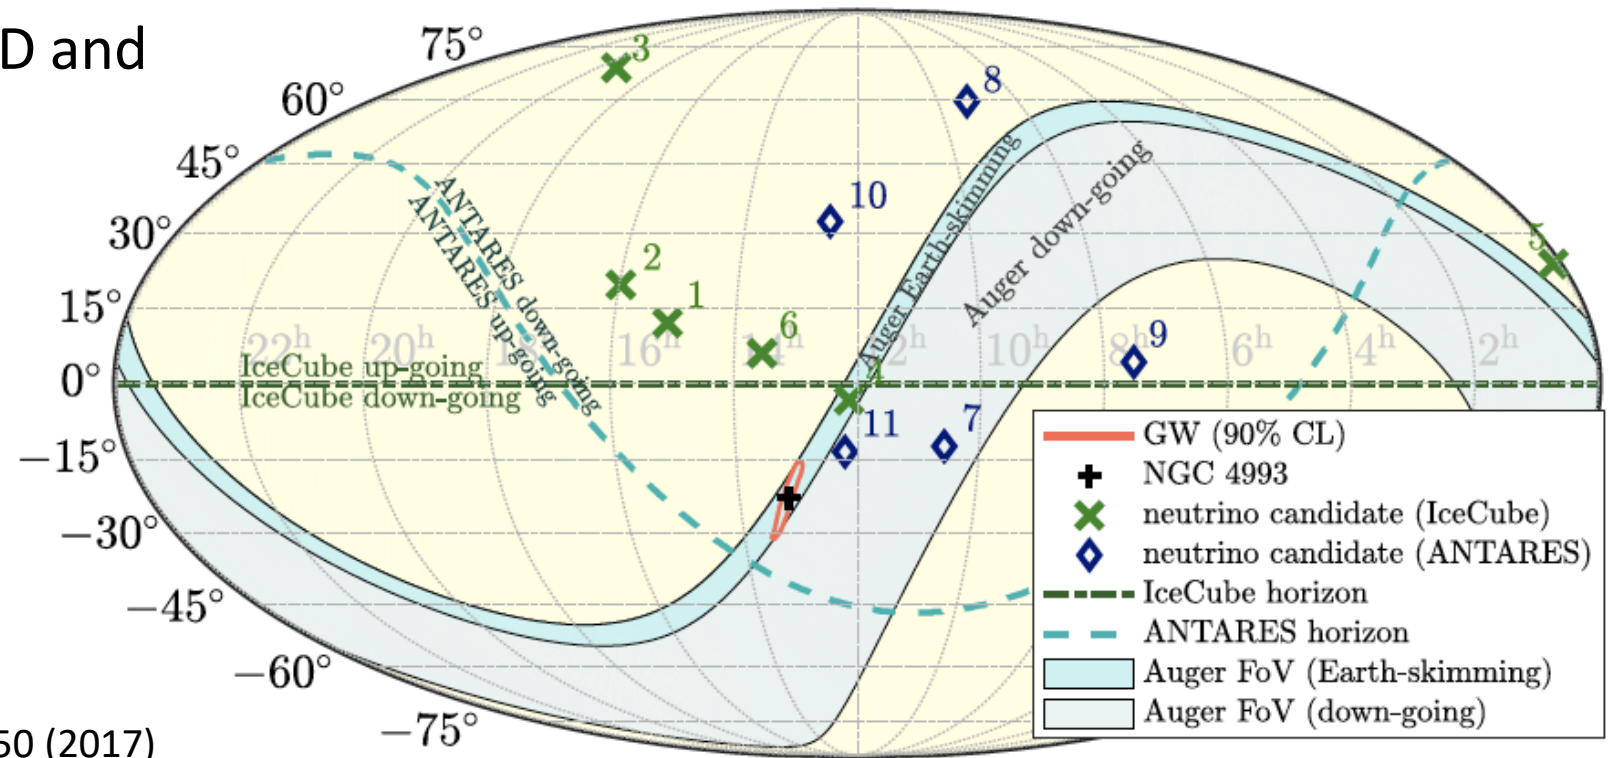 D and
75°
60°
45°
30°
15°
0°
−15°
−30°
−45°
−60°
−75°
3
8
10
2
1
6
5
9
4
11
7
22h 20h 18h 16h 14h 12h 10h 8h 6h 4h 2h
ANTARES down-going
ANTARES up-going
IceCube up-going
IceCube down-going
Auger Earth-skimming
Auger down-going
GW (90% CL)
NGC 4993
neutrino candidate (IceCube)
neutrino candidate (ANTARES)
IceCube horizon
ANTARES horizon
Auger FoV (Earth-skimming)
Auger FoV (down-going)
50 (2017)